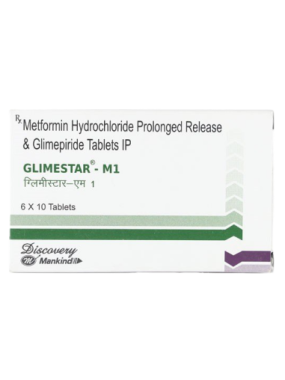 Rx Metformin Hydrochloride Prolonged Release
& Glimepiride Tablets IP
GLIMESTAR® - M1
ग्लिमीस्टार-एम 1
6 X 10 Tablets
Discovery
Mankind